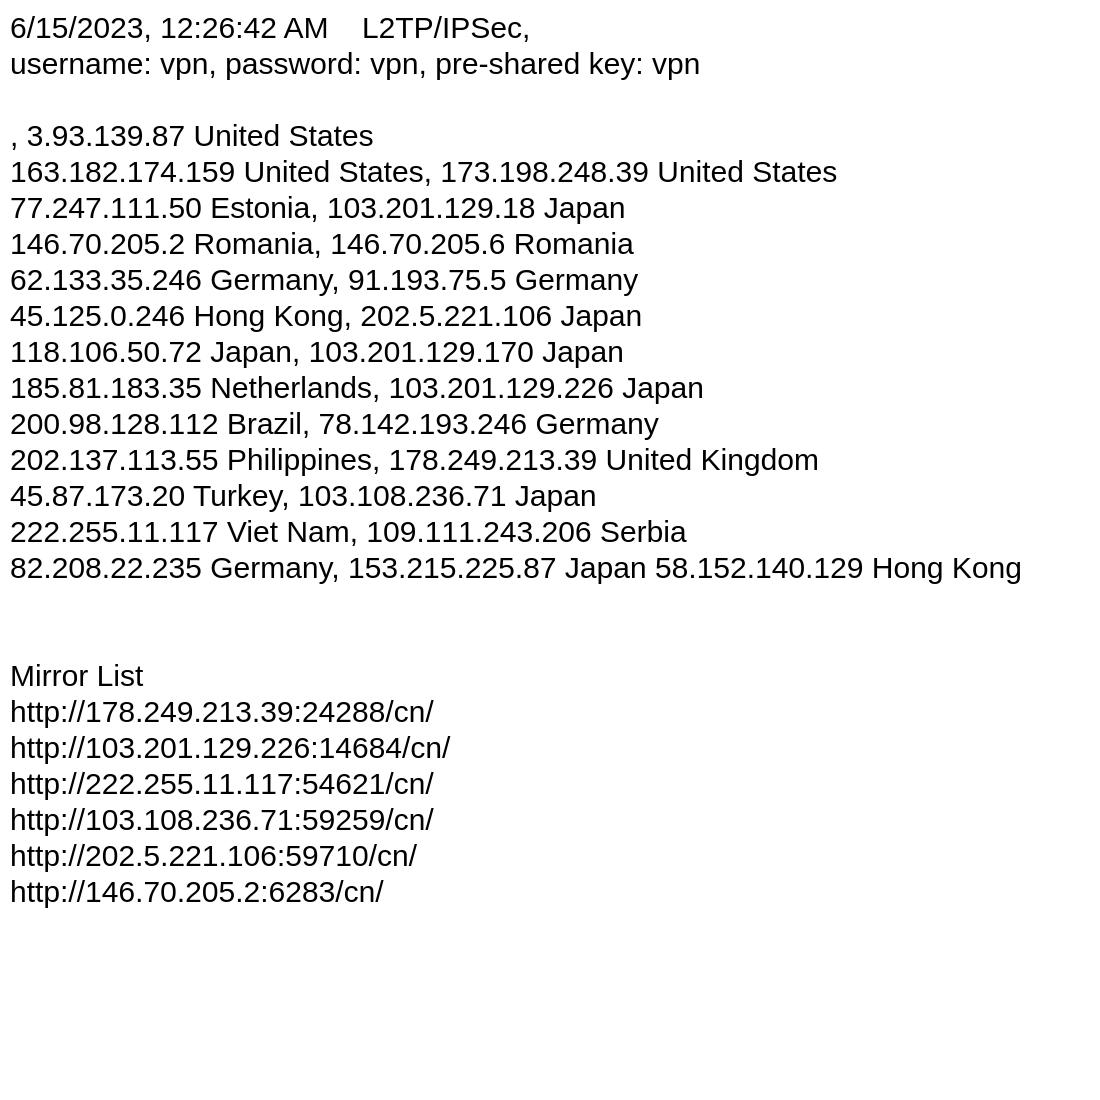 6/15/2023, 12:26:42 AM    L2TP/IPSec,
username: vpn, password: vpn, pre-shared key: vpn
, 3.93.139.87 United States
163.182.174.159 United States, 173.198.248.39 United States
77.247.111.50 Estonia, 103.201.129.18 Japan
146.70.205.2 Romania, 146.70.205.6 Romania
62.133.35.246 Germany, 91.193.75.5 Germany
45.125.0.246 Hong Kong, 202.5.221.106 Japan
118.106.50.72 Japan, 103.201.129.170 Japan
185.81.183.35 Netherlands, 103.201.129.226 Japan
200.98.128.112 Brazil, 78.142.193.246 Germany
202.137.113.55 Philippines, 178.249.213.39 United Kingdom
45.87.173.20 Turkey, 103.108.236.71 Japan
222.255.11.117 Viet Nam, 109.111.243.206 Serbia
82.208.22.235 Germany, 153.215.225.87 Japan 58.152.140.129 Hong Kong
Mirror List
http://178.249.213.39:24288/cn/
http://103.201.129.226:14684/cn/
http://222.255.11.117:54621/cn/
http://103.108.236.71:59259/cn/
http://202.5.221.106:59710/cn/
http://146.70.205.2:6283/cn/